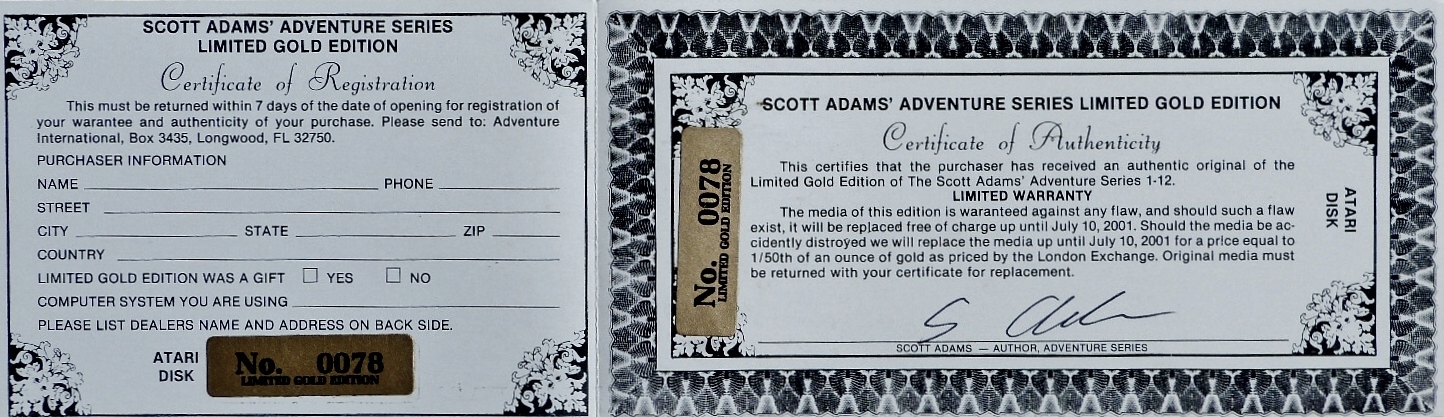 SCOTT ADAMS' ADVENTURE SERIES
LIMITED GOLD EDITION
Certificate of Registration
This must be returned within 7 days of the date of opening for registration of
your warantee and authenticity of your purchase. Please send to: Adventure
International, Box 3435, Longwood, FL 32750.
PURCHASER INFORMATION
NAME PHONE
STREET
CITY STATE ZIP
COUNTRY
LIMITED GOLD EDITION WAS A GIFT YES NO
COMPUTER SYSTEM YOU ARE USING
PLEASE LIST DEALERS NAME AND ADDRESS ON BACK SIDE.
ATARI
DISK
No. 0078
LIMITED GOLD EDITION
SCOTT ADAMS' ADVENTURE SERIES LIMITED GOLD EDITION
Certificate of Authenticity
This certifies that the purchaser has received an authentic original of the
Limited Gold Edition of The Scott Adams' Adventure Series 1-12.
LIMITED WARRANTY
The media of this edition is waranteed against any flaw, and should such a flaw
exist, it will be replaced free of charge up until July 10, 2001. Should the media be ac-
cidently distroyed we will replace the media up until July 10, 2001 for a price equal to
1/50th of an ounce of gold as priced by the London Exchange. Original media must
be returned with your certificate for replacement.
S Adams
SCOTT ADAMS — AUTHOR, ADVENTURE SERIES
No. 0078
LIMITED GOLD EDITION
ATARI
DISK